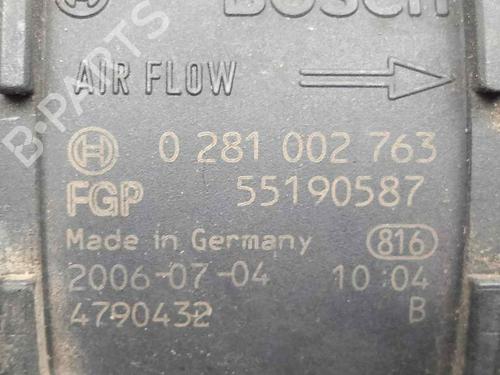 BOSCH
AIR FLOW
0 281 002 763
FGP 55190587
Made in Germany 816
2006-07-04 10:04
4790432 B
B-PARTS